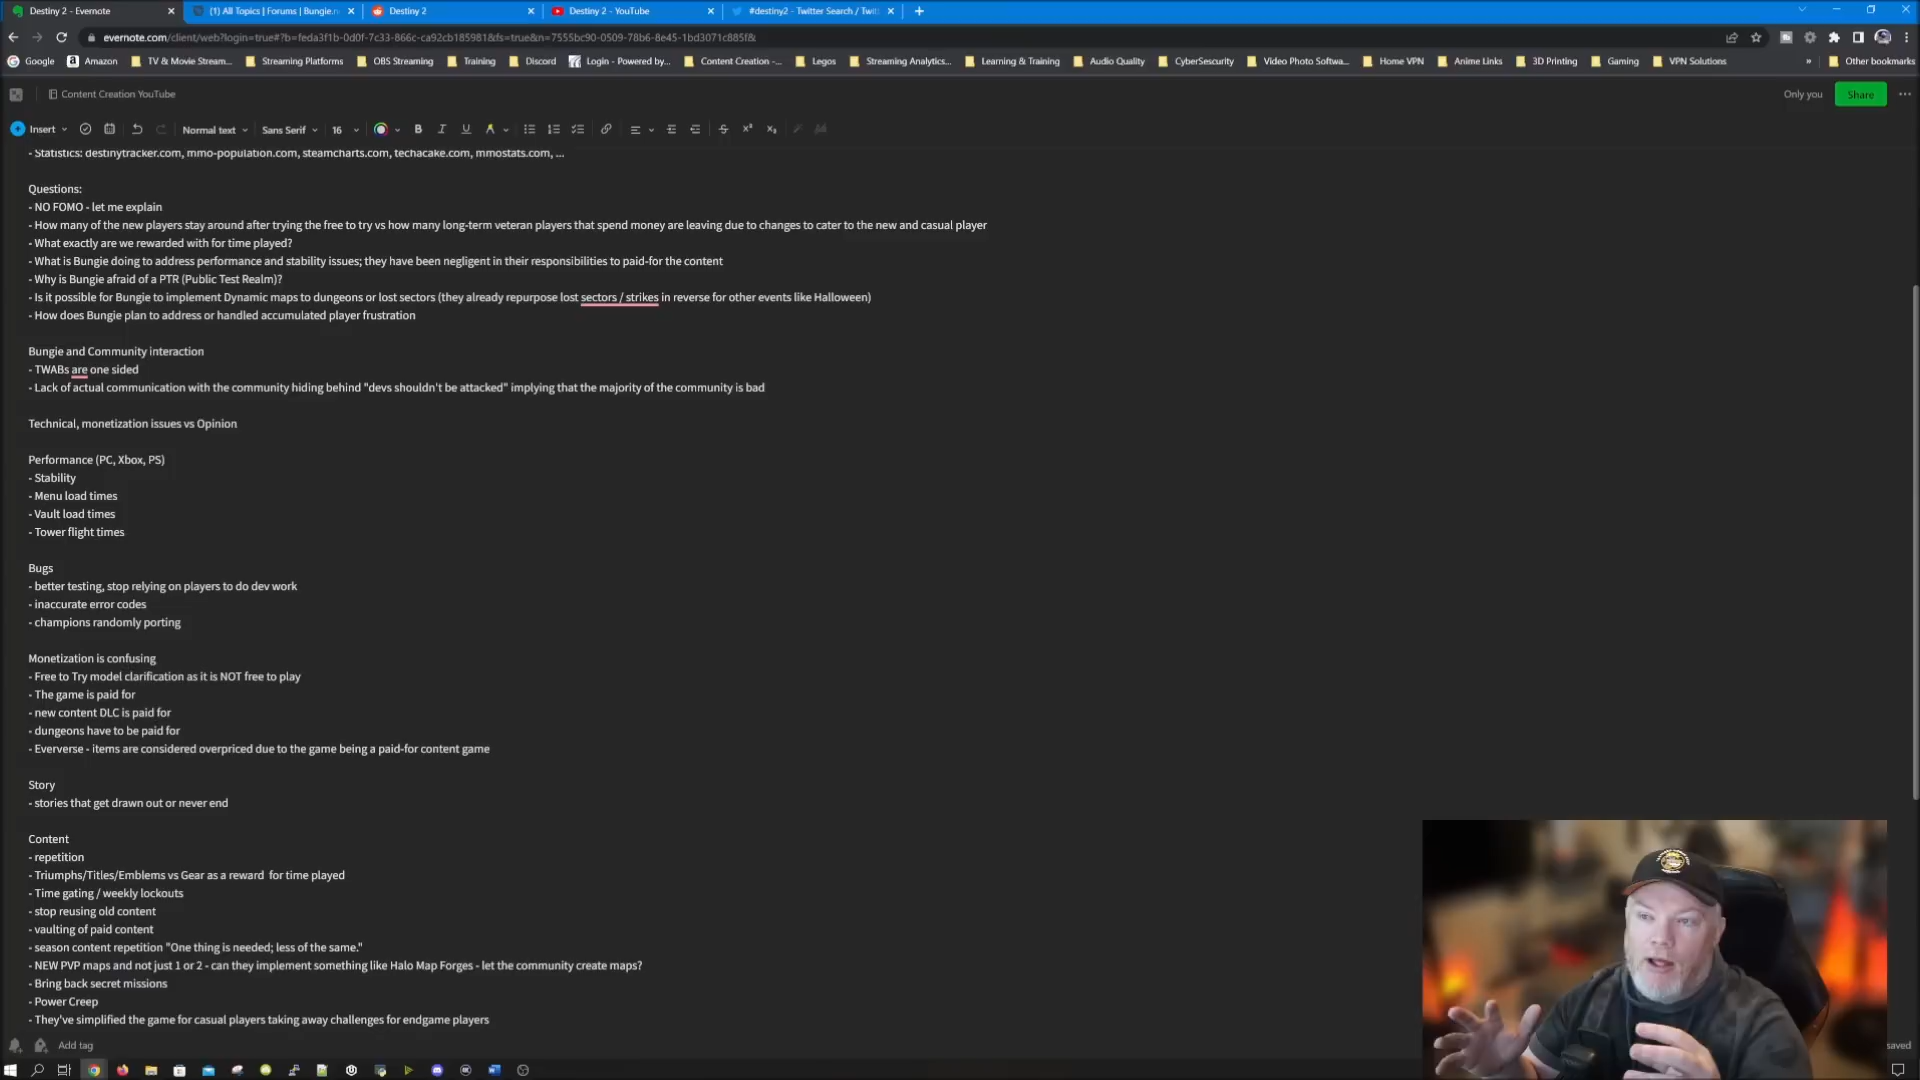 Destiny 2 - Evernote
(1) All Topics | Forums | Bungie.n
Destiny 2
Destiny 2 - YouTube
#destiny2 - Twitter Search / Twit
evernote.com/client/web?login=true#?b=feda3f1b-0d0f-7c33-866c-ca92cb185981&fs=true&n=7555bc90-0509-78b6-8e45-1bd3071c885f&
Google
Amazon
TV & Movie Stream...
Streaming Platforms
OBS Streaming
Training
Discord
Login - Powered by...
Content Creation -...
Legos
Streaming Analytics...
Learning & Training
Audio Quality
CyberSescurity
Video Photo Softwa...
Home VPN
Anime Links
3D Printing
Gaming
VPN Solutions
»
Other bookmarks
Content Creation YouTube
Only you
Share
Insert
Normal text
Sans Serif
16
- Statistics: destinytracker.com, mmo-population.com, steamcharts.com, techacake.com, mmostats.com, ...
Questions:
- NO FOMO - let me explain
- How many of the new players stay around after trying the free to try vs how many long-term veteran players that spend money are leaving due to changes to cater to the new and casual player
- What exactly are we rewarded with for time played?
- What is Bungie doing to address performance and stability issues; they have been negligent in their responsibilities to paid-for the content
- Why is Bungie afraid of a PTR (Public Test Realm)?
- Is it possible for Bungie to implement Dynamic maps to dungeons or lost sectors (they already repurpose lost sectors / strikes in reverse for other events like Halloween)
- How does Bungie plan to address or handled accumulated player frustration
Bungie and Community interaction
- TWABs are one sided
- Lack of actual communication with the community hiding behind "devs shouldn't be attacked" implying that the majority of the community is bad
Technical, monetization issues vs Opinion
Performance (PC, Xbox, PS)
- Stability
- Menu load times
- Vault load times
- Tower flight times
Bugs
- better testing, stop relying on players to do dev work
- inaccurate error codes
- champions randomly porting
Monetization is confusing
- Free to Try model clarification as it is NOT free to play
- The game is paid for
- new content DLC is paid for
- dungeons have to be paid for
- Eververse - items are considered overpriced due to the game being a paid-for content game
Story
- stories that get drawn out or never end
Content
- repetition
- Triumphs/Titles/Emblems vs Gear as a reward  for time played
- Time gating / weekly lockouts
- stop reusing old content
- vaulting of paid content
- season content repetition "One thing is needed; less of the same."
- NEW PVP maps and not just 1 or 2 - can they implement something like Halo Map Forges - let the community create maps?
- Bring back secret missions
- Power Creep
- They've simplified the game for casual players taking away challenges for endgame players
Add tag
saved